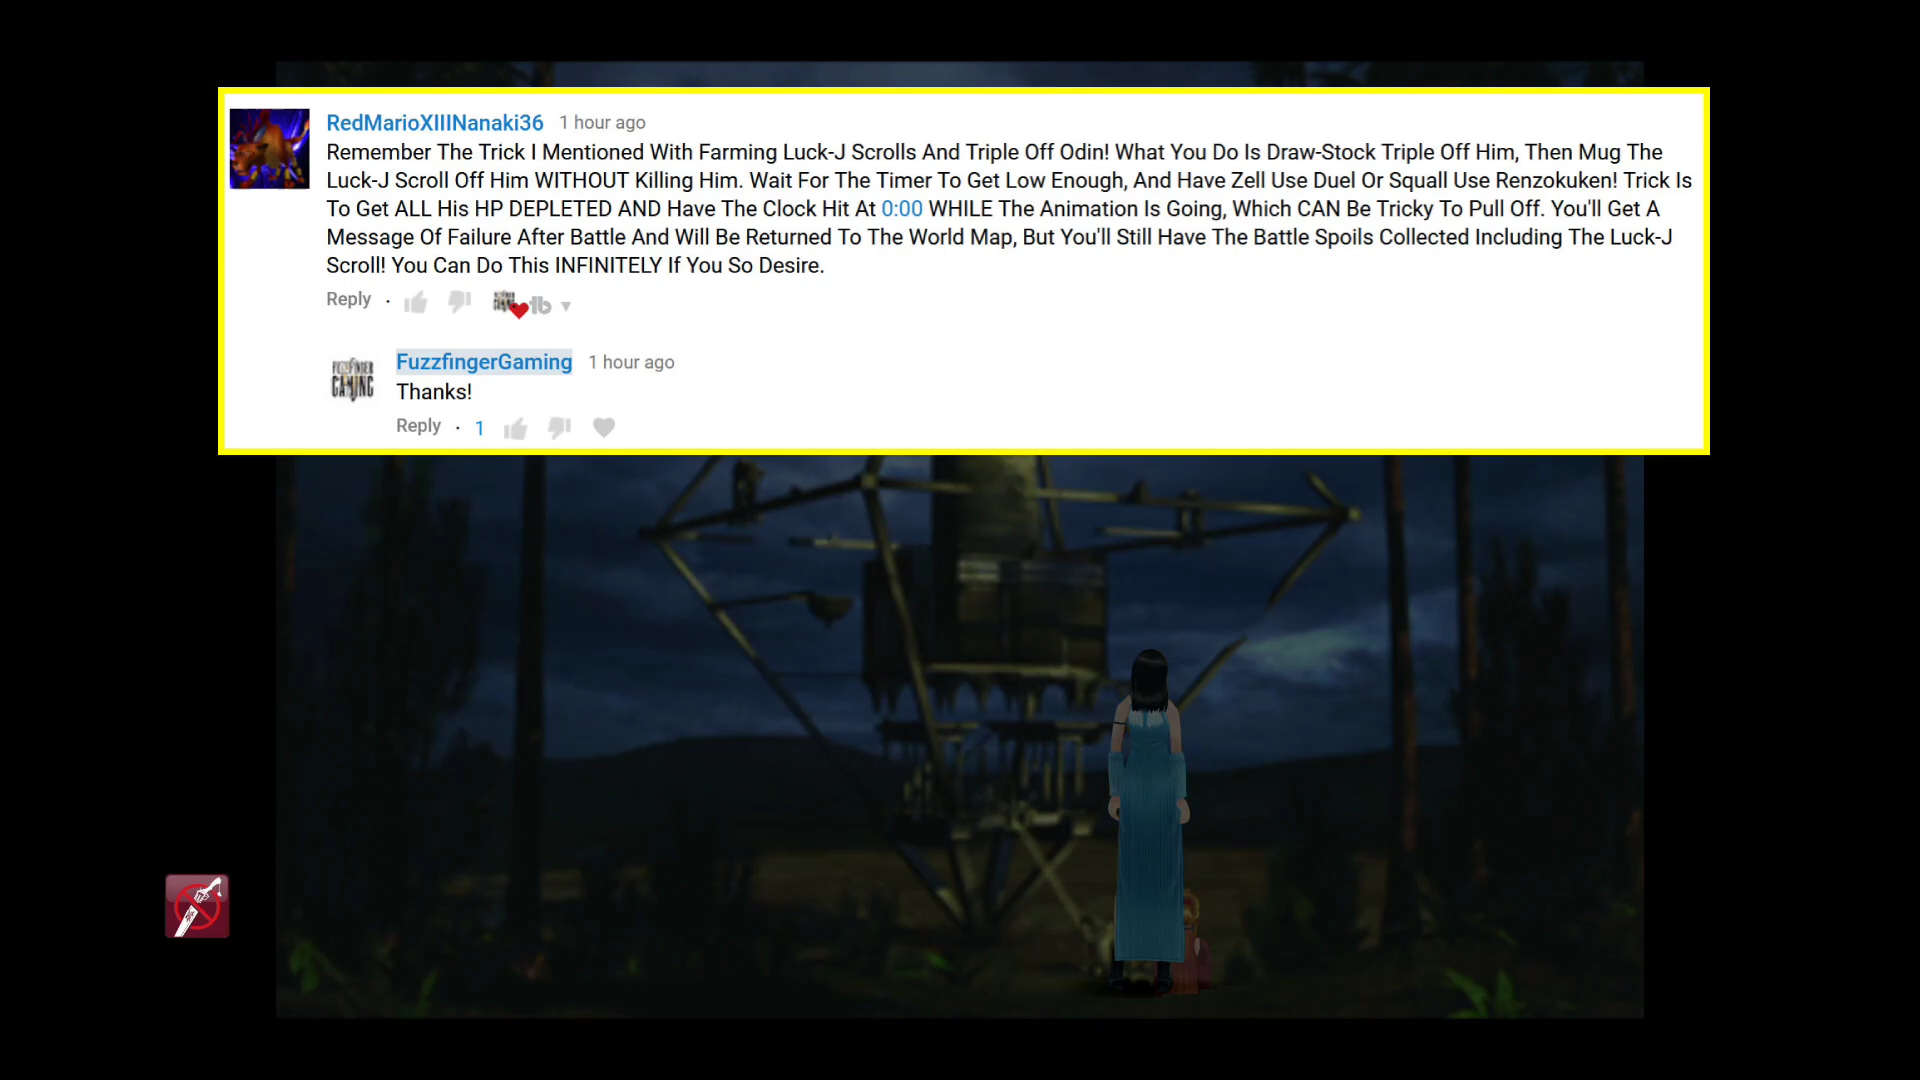 RedMarioXIIINanaki36 1 hour ago
Remember The Trick I Mentioned With Farming Luck-J Scrolls And Triple Off Odin! What You Do Is Draw-Stock Triple Off Him, Then Mug The
Luck-J Scroll Off Him WITHOUT Killing Him. Wait For The Timer To Get Low Enough, And Have Zell Use Duel Or Squall Use Renzokuken! Trick Is
To Get ALL His HP DEPLETED AND Have The Clock Hit At 0:00 WHILE The Animation Is Going, Which CAN Be Tricky To Pull Off. You'll Get A
Message Of Failure After Battle And Will Be Returned To The World Map, But You'll Still Have The Battle Spoils Collected Including The Luck-J
Scroll! You Can Do This INFINITELY If You So Desire.
Reply ·
FUZZFINGER
GAMING
FuzzfingerGaming 1 hour ago
Thanks!
Reply · 1